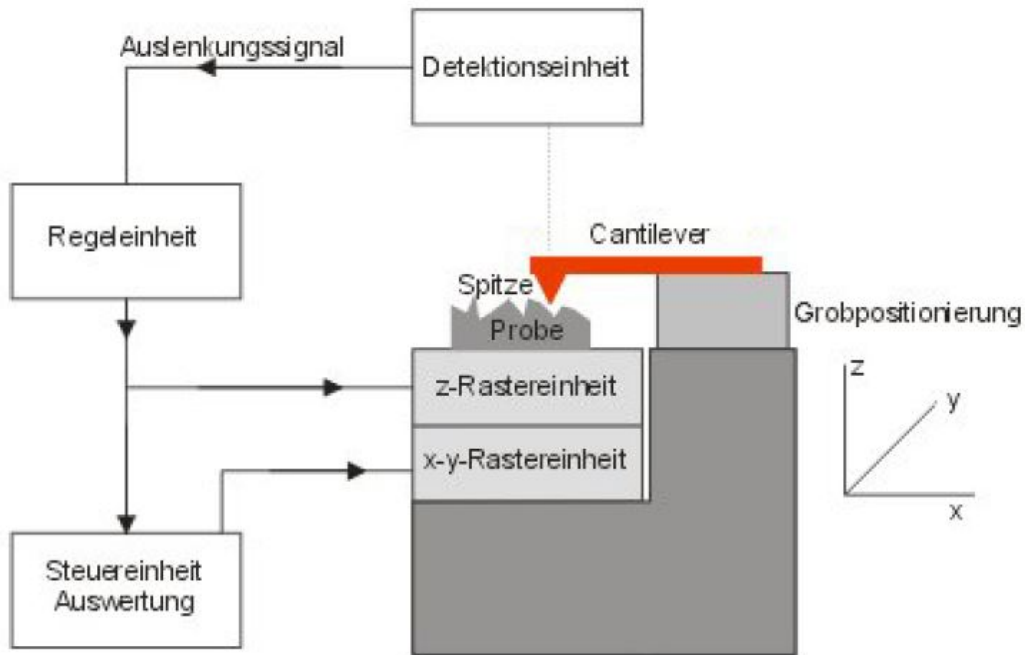 Auslenkungssignal
Detektionseinheit
Regeleinheit
Cantilever
Spitze
Probe
Grobpositionierung
z-Rastereinheit
x-y-Rastereinheit
z
y
x
Steuereinheit
Auswertung